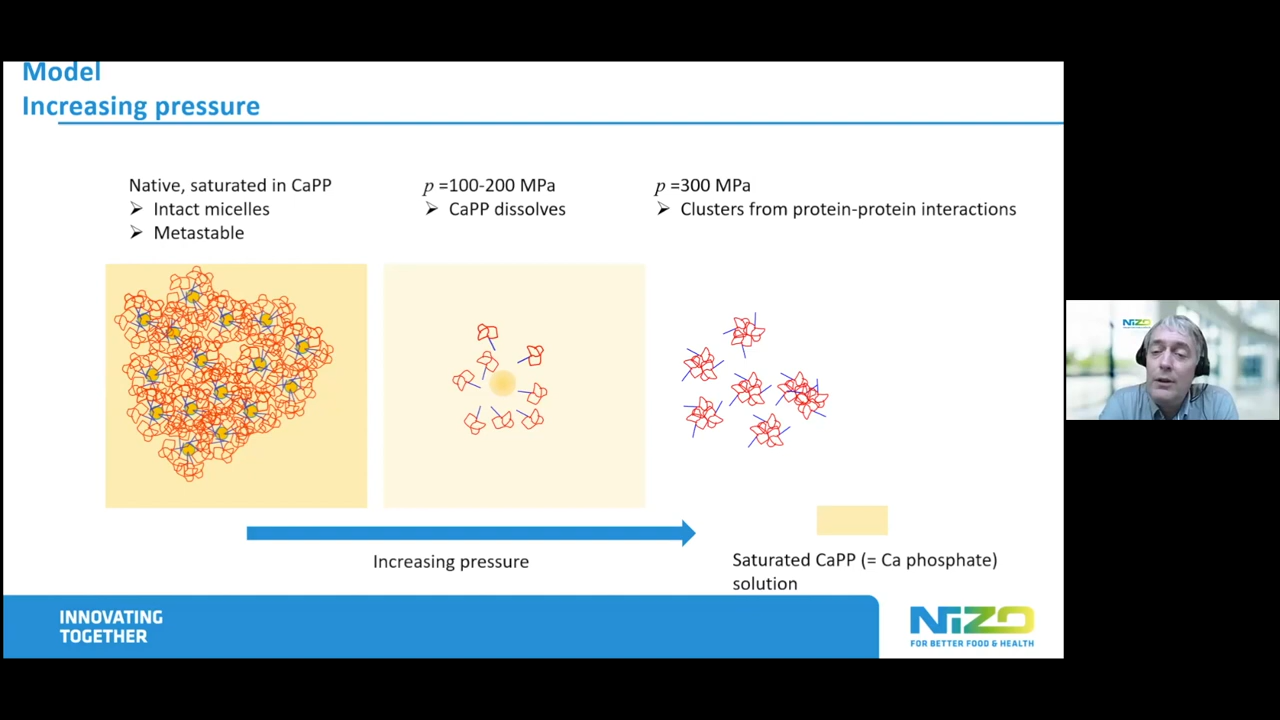 Model
Increasing pressure
Native, saturated in CaPP
➢ Intact micelles
➢ Metastable
p =100-200 MPa
➢ CaPP dissolves
p =300 MPa
➢ Clusters from protein-protein interactions
Increasing pressure
Saturated CaPP (= Ca phosphate)
solution
INNOVATING
TOGETHER
NIZO
FOR BETTER FOOD & HEALTH
NIZO